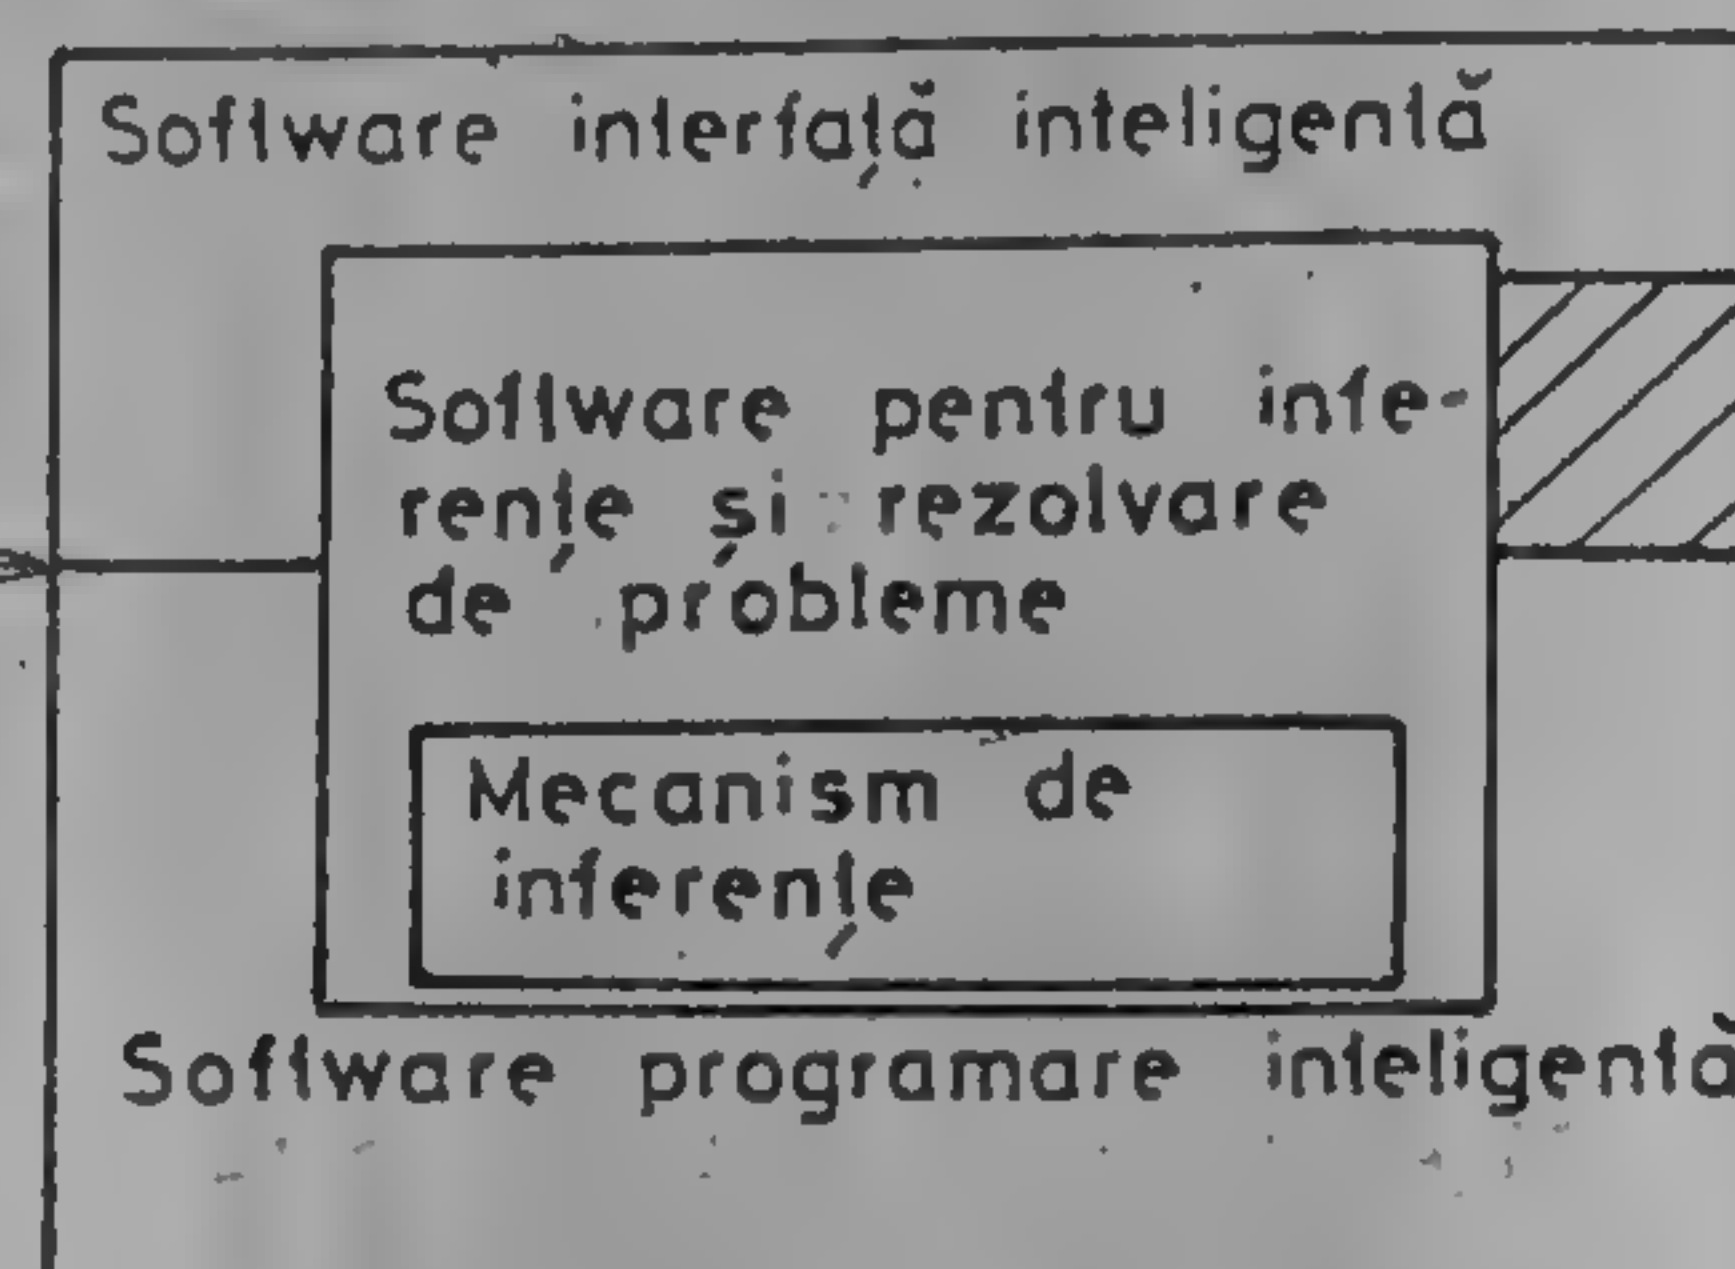 Software interfață inteligentă
Software pentru infe-
rențe și rezolvare
de probleme
Mecanism de
inferențe
Software programare inteligentă